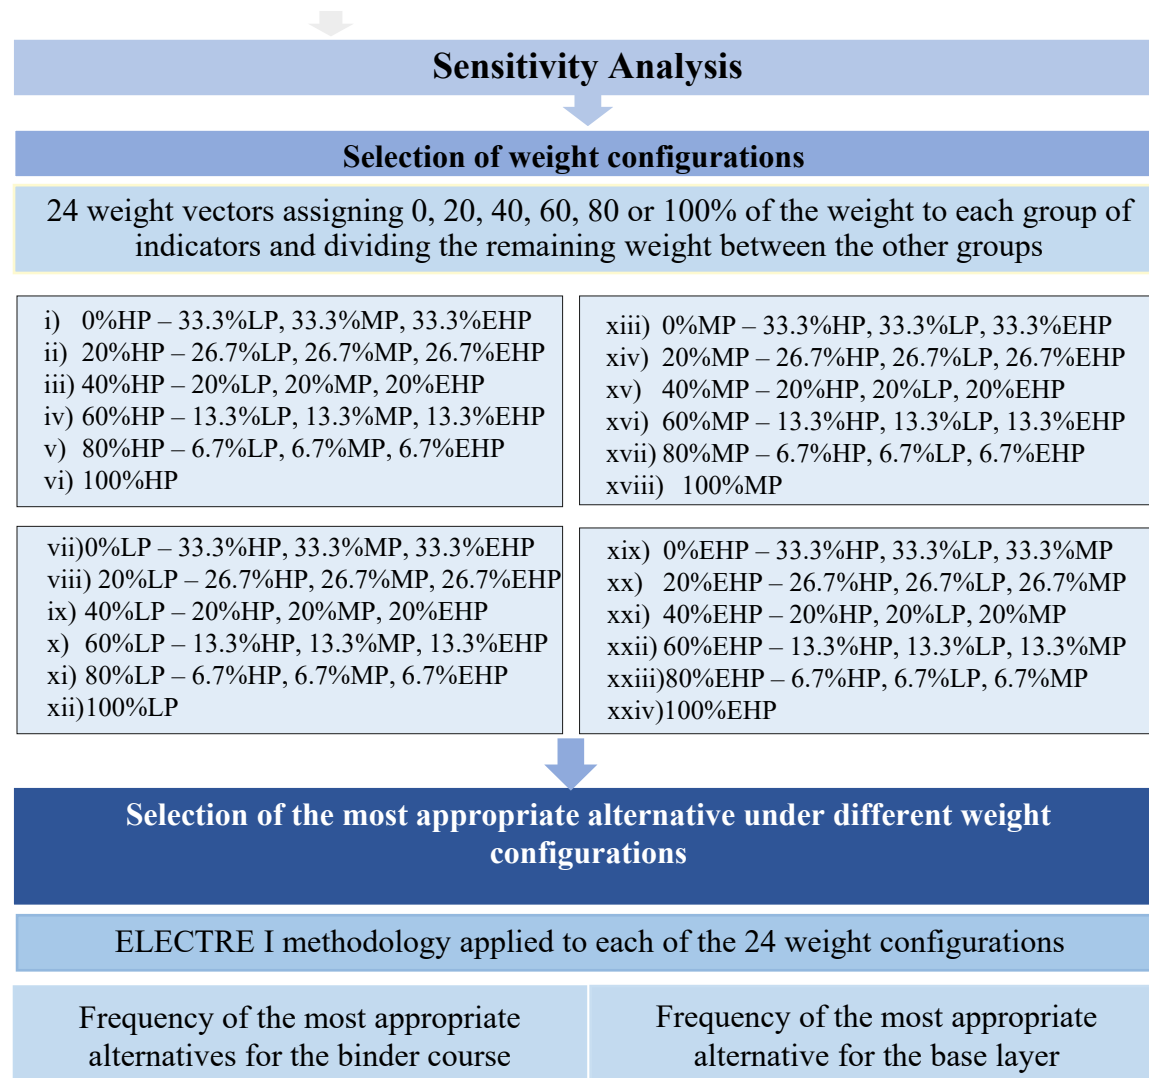 Sensitivity Analysis
Selection of weight configurations
24 weight vectors assigning 0, 20, 40, 60, 80 or 100% of the weight to each group of
indicators and dividing the remaining weight between the other groups
i) 0%HP – 33.3%LP, 33.3%MP, 33.3%EHP
ii) 20%HP – 26.7%LP, 26.7%MP, 26.7%EHP
iii) 40%HP – 20%LP, 20%MP, 20%EHP
iv) 60%HP – 13.3%LP, 13.3%MP, 13.3%EHP
v) 80%HP – 6.7%LP, 6.7%MP, 6.7%EHP
vi) 100%HP
vii)0%LP – 33.3%HP, 33.3%MP, 33.3%EHP
viii) 20%LP – 26.7%HP, 26.7%MP, 26.7%EHP
ix) 40%LP – 20%HP, 20%MP, 20%EHP
x) 60%LP – 13.3%HP, 13.3%MP, 13.3%EHP
xi) 80%LP – 6.7%HP, 6.7%MP, 6.7%EHP
xii)100%LP
xiii) 0%MP – 33.3%HP, 33.3%LP, 33.3%EHP
xiv) 20%MP – 26.7%HP, 26.7%LP, 26.7%EHP
xv) 40%MP – 20%HP, 20%LP, 20%EHP
xvi) 60%MP – 13.3%HP, 13.3%LP, 13.3%EHP
xvii) 80%MP – 6.7%HP, 6.7%LP, 6.7%EHP
xviii) 100%MP
xix) 0%EHP – 33.3%HP, 33.3%LP, 33.3%MP
xx) 20%EHP – 26.7%HP, 26.7%LP, 26.7%MP
xxi) 40%EHP – 20%HP, 20%LP, 20%MP
xxii) 60%EHP – 13.3%HP, 13.3%LP, 13.3%MP
xxiii)80%EHP – 6.7%HP, 6.7%LP, 6.7%MP
xxiv)100%EHP
Selection of the most appropriate alternative under different weight
configurations
ELECTRE I methodology applied to each of the 24 weight configurations
Frequency of the most appropriate
alternatives for the binder course
Frequency of the most appropriate
alternative for the base layer